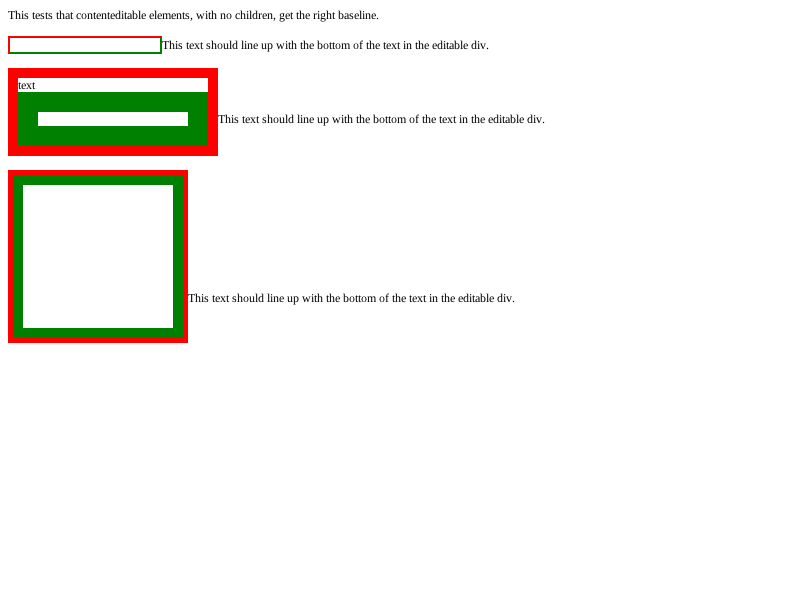 This tests that contenteditable elements, with no children, get the right baseline.
This text should line up with the bottom of the text in the editable div.
text
This text should line up with the bottom of the text in the editable div.
This text should line up with the bottom of the text in the editable div.